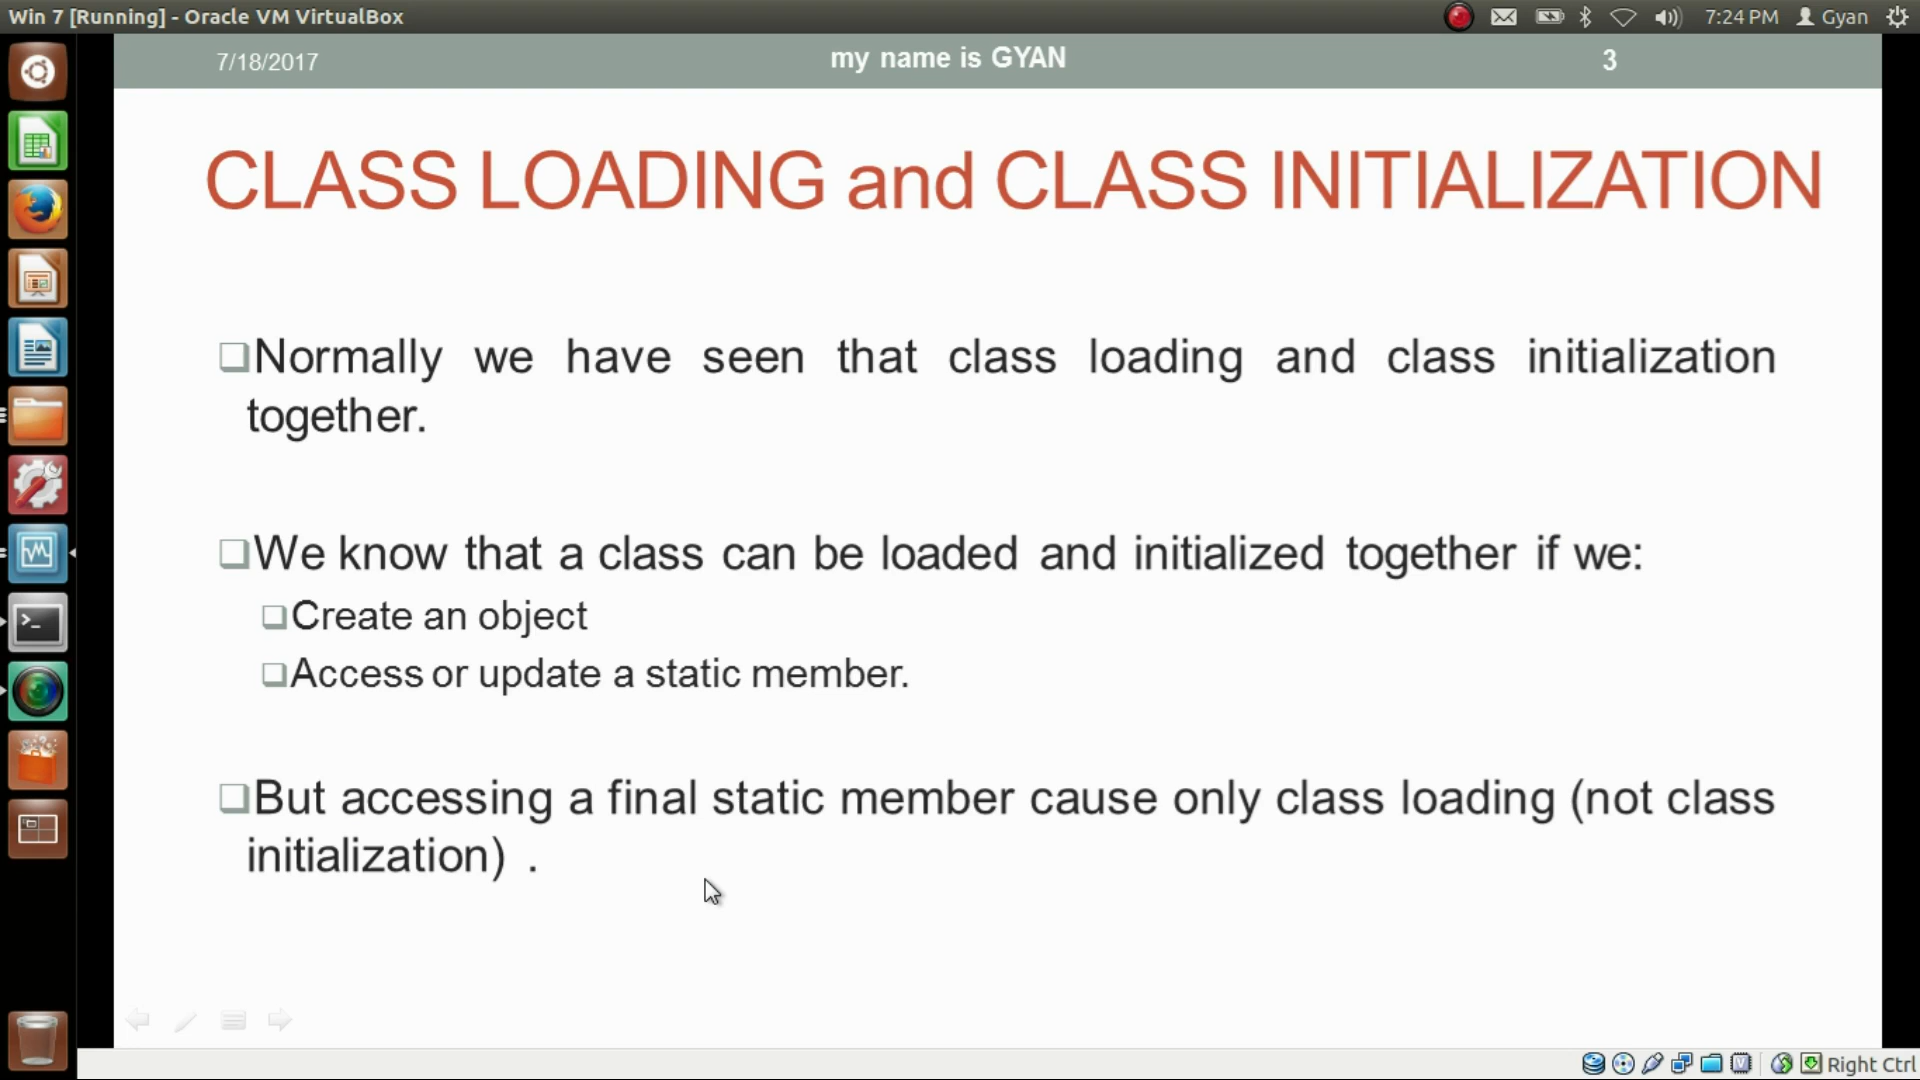 Win 7 [Running] - Oracle VM VirtualBox
7:24 PM
Gyan
7/18/2017
my name is GYAN
3
CLASS LOADING and CLASS INITIALIZATION
Normally we have seen that class loading and class initialization
together.
We know that a class can be loaded and initialized together if we:
Create an object
Access or update a static member.
But accessing a final static member cause only class loading (not class
initialization) .
Right Ctrl